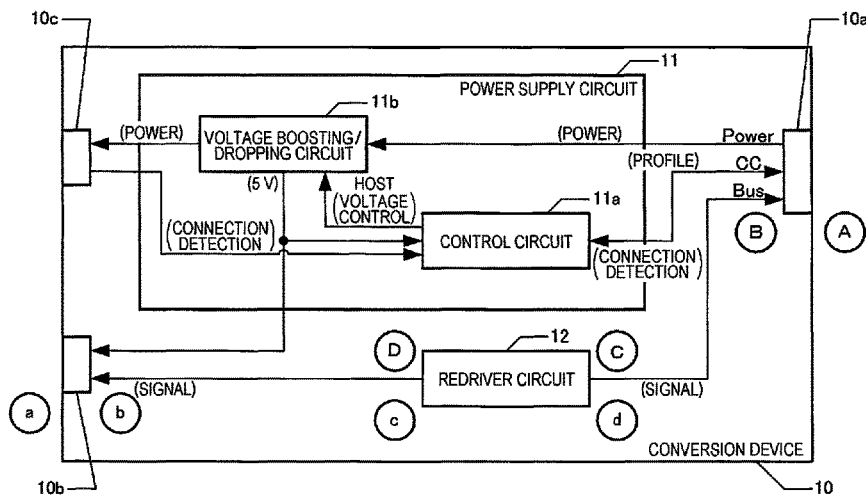 10c
10a
11
POWER SUPPLY CIRCUIT
11b
(POWER)
VOLTAGE BOOSTING/
DROPPING CIRCUIT
(POWER)
Power
(PROFILE)
CC
(5 V)
HOST
(VOLTAGE
CONTROL)
11a
Bus
(CONNECTION
DETECTION)
CONTROL CIRCUIT
(CONNECTION
DETECTION)
B
A
D
12
C
REDRIVER CIRCUIT
(SIGNAL)
(SIGNAL)
a
b
c
d
CONVERSION DEVICE
10b
10